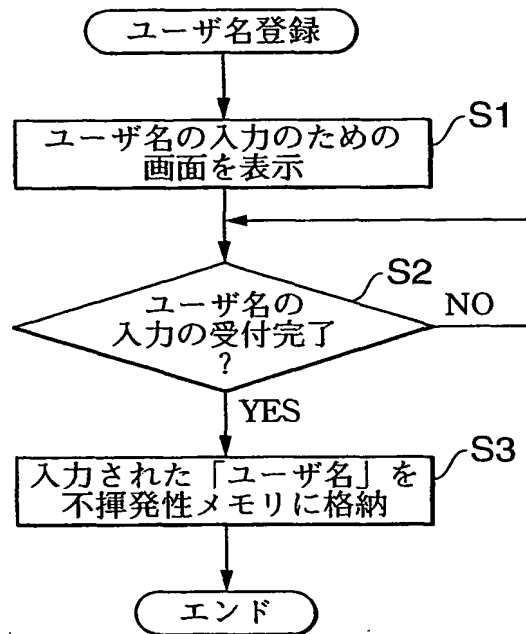 ユーザ名登録
S1
ユーザ名の入力のための
画面を表示
S2
ユーザ名の
入力の受付完了
?
NO
YES
S3
入力された「ユーザ名」を
不揮発性メモリに格納
エンド